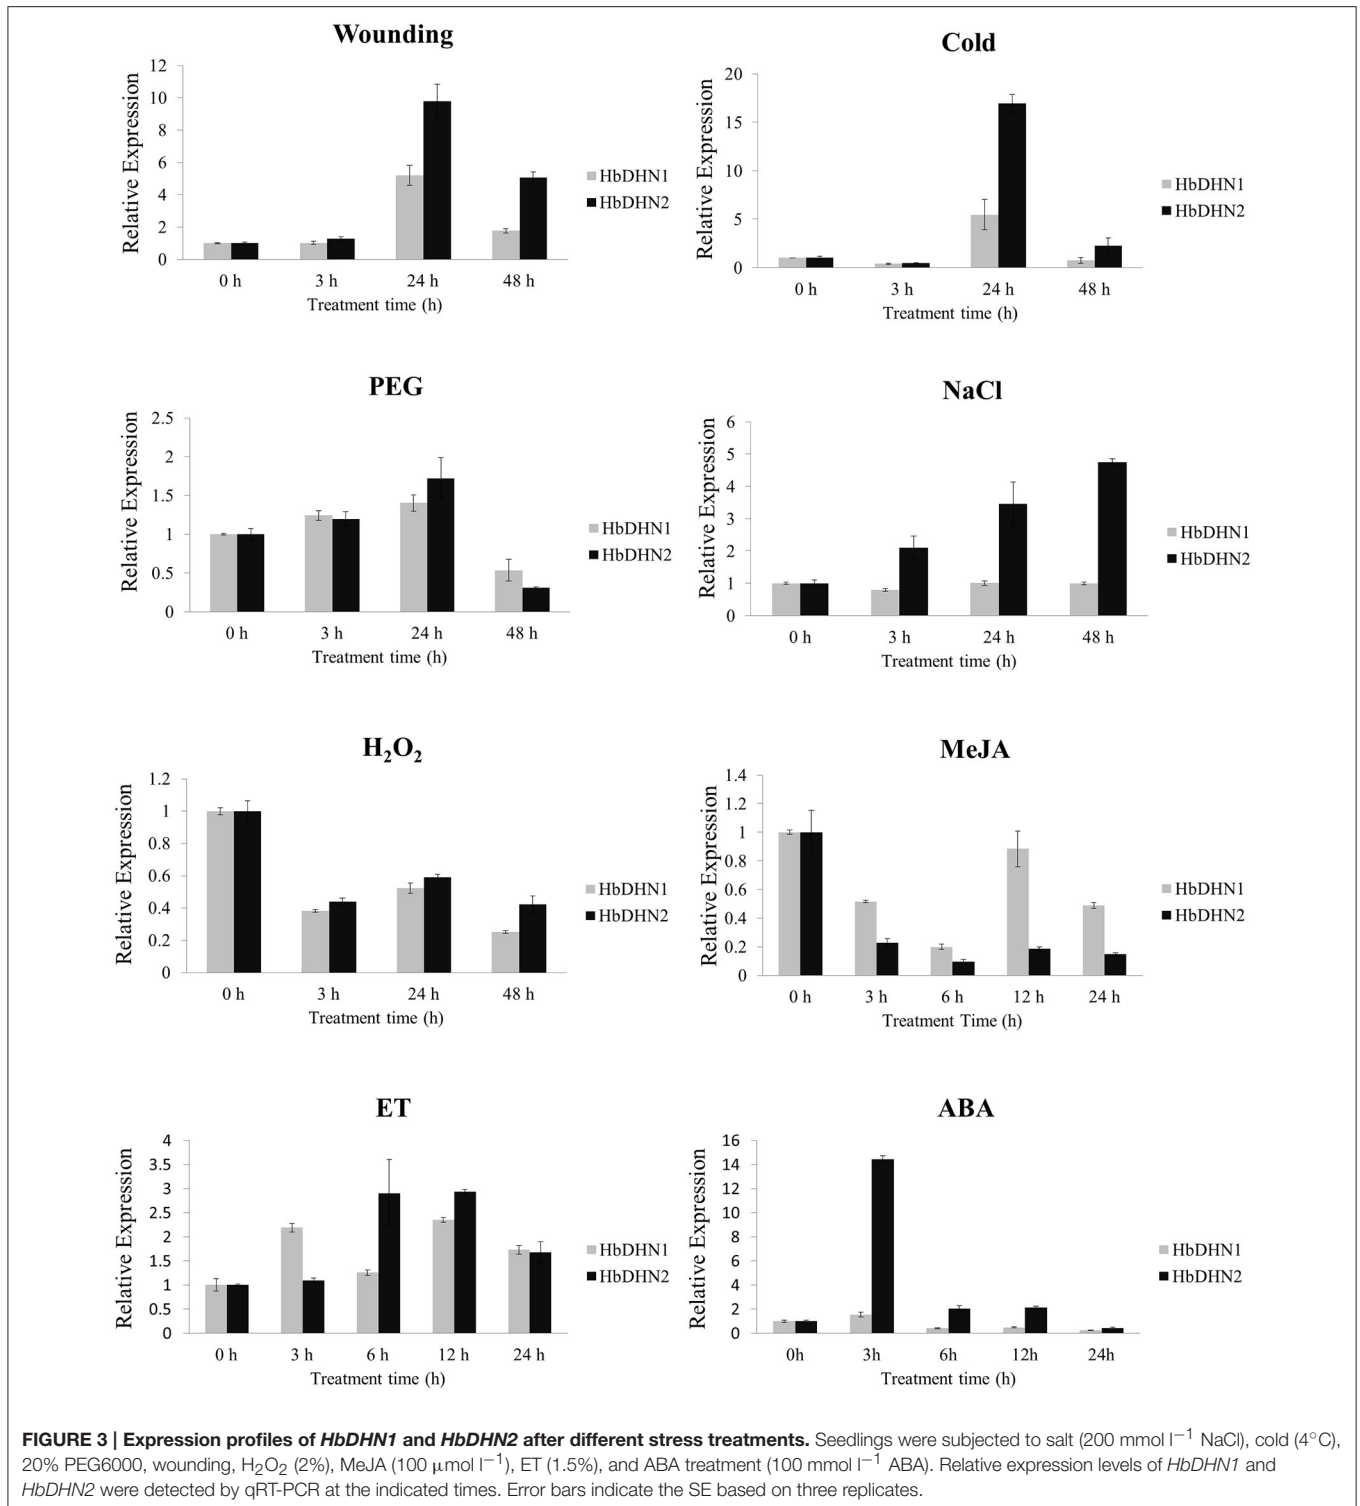 Wounding
Relative Expression
12
10
8
6
4
2
0
0 h 3 h 24 h 48 h
Treatment time (h)
HbDHN1
HbDHN2
Cold
Relative Expression
20
15
10
5
0
0 h 3 h 24 h 48 h
Treatment time (h)
HbDHN1
HbDHN2
PEG
Relative Expression
2.5
2
1.5
1
0.5
0
0 h 3 h 24 h 48 h
Treatment time (h)
HbDHN1
HbDHN2
NaCl
Relative Expression
6
5
4
3
2
1
0
0 h 3 h 24 h 48 h
Treatment time (h)
HbDHN1
HbDHN2
H₂O₂
Relative Expression
1.2
1
0.8
0.6
0.4
0.2
0
0 h 3 h 24 h 48 h
Treatment time (h)
HbDHN1
HbDHN2
MeJA
Relative Expression
1.4
1.2
1
0.8
0.6
0.4
0.2
0
0 h 3 h 6 h 12 h 24 h
Treatment Time (h)
HbDHN1
HbDHN2
ET
Relative Expression
4
3.5
3
2.5
2
1.5
1
0.5
0
0 h 3 h 6 h 12 h 24 h
Treatment time (h)
HbDHN1
HbDHN2
ABA
Relative Expression
16
14
12
10
8
6
4
2
0
0h 3h 6h 12h 24h
Treatment time (h)
HbDHN1
HbDHN2
FIGURE 3 | Expression profiles of HbDHN1 and HbDHN2 after different stress treatments. Seedlings were subjected to salt (200 mmol l⁻¹ NaCl), cold (4°C),
20% PEG6000, wounding, H₂O₂ (2%), MeJA (100 μmol l⁻¹), ET (1.5%), and ABA treatment (100 mmol l⁻¹ ABA). Relative expression levels of HbDHN1 and
HbDHN2 were detected by qRT-PCR at the indicated times. Error bars indicate the SE based on three replicates.